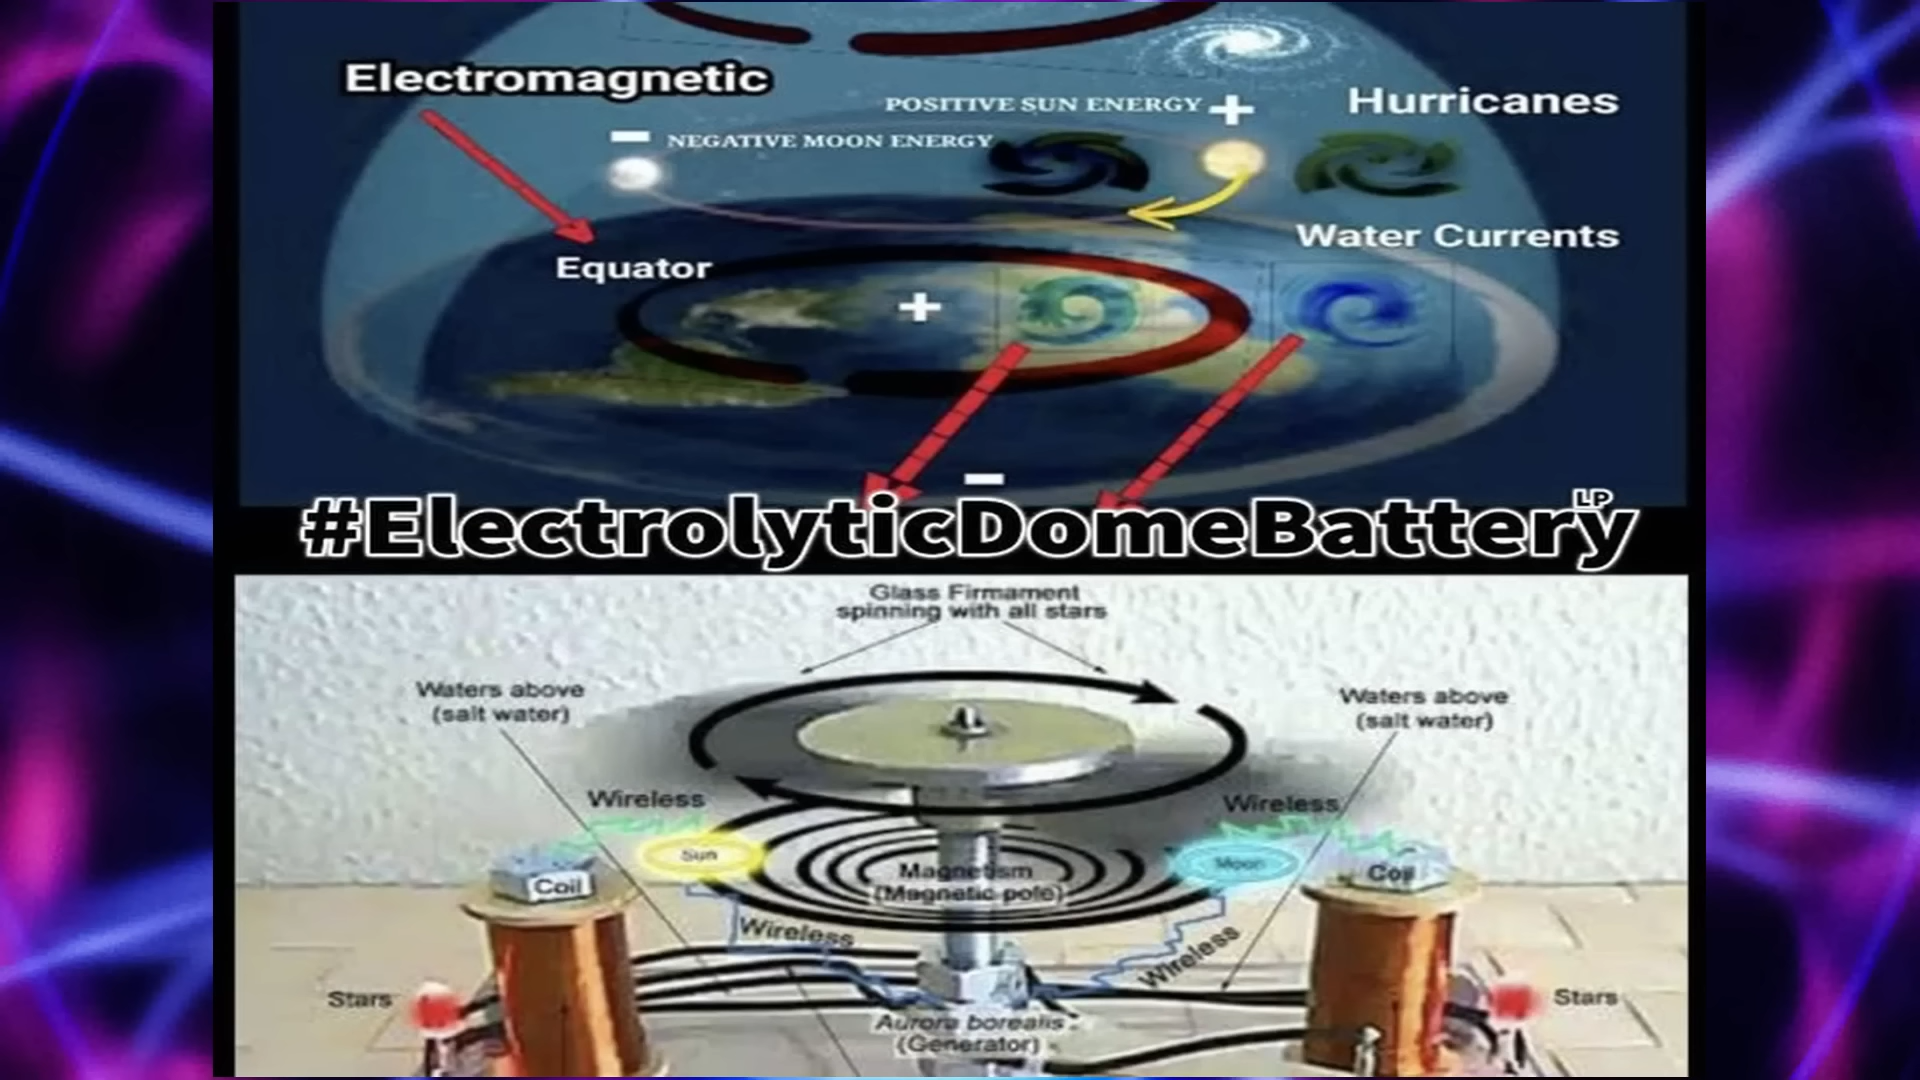 Electromagnetic
POSITIVE SUN ENERGY +
Hurricanes
- NEGATIVE MOON ENERGY
Water Currents
Equator
+
-
#ElectrolyticDomeBattery
LP
Glass Firmament
spinning with all stars
Waters above
(salt water)
Waters above
(salt water)
Wireless
Wireless
Sun
Moon
Coil
Magnetism
(Magnetic pole)
Coil
Wireless
Wireless
Stars
Stars
Aurora borealis
(Generator)